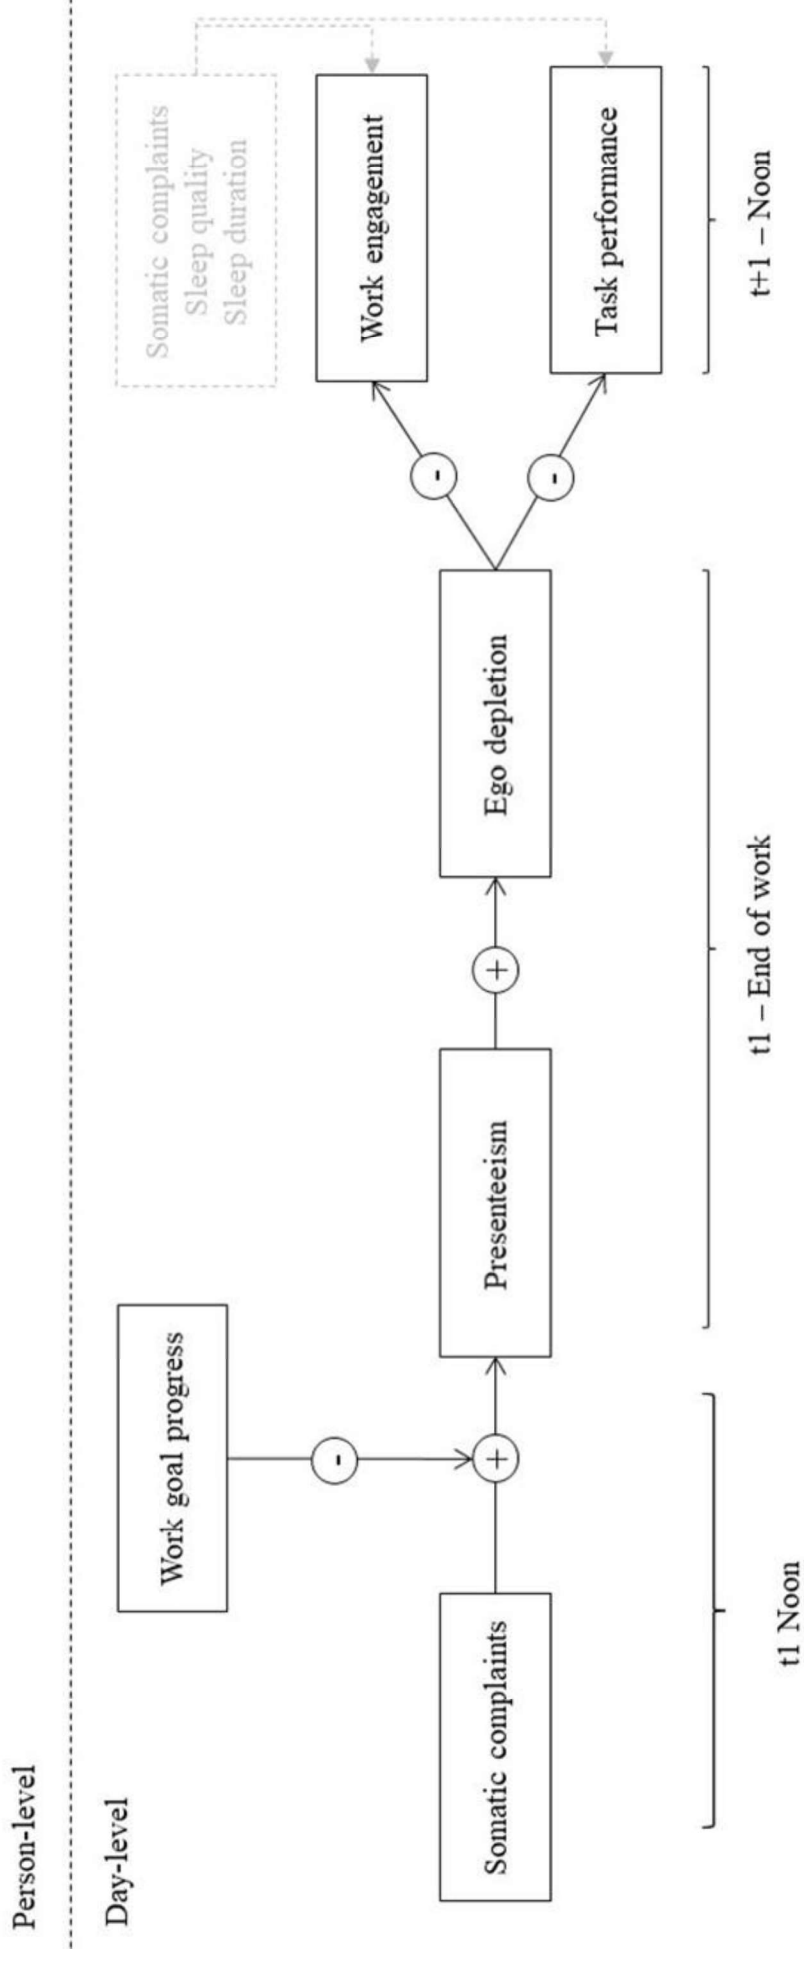 Person-level
Day-level
Work goal progress
-
Somatic complaints
+
Presenteeism
+
Ego depletion
-
-
Somatic complaints
Sleep quality
Sleep duration
Work engagement
Task performance
t1 Noon
t1 – End of work
t+1 – Noon